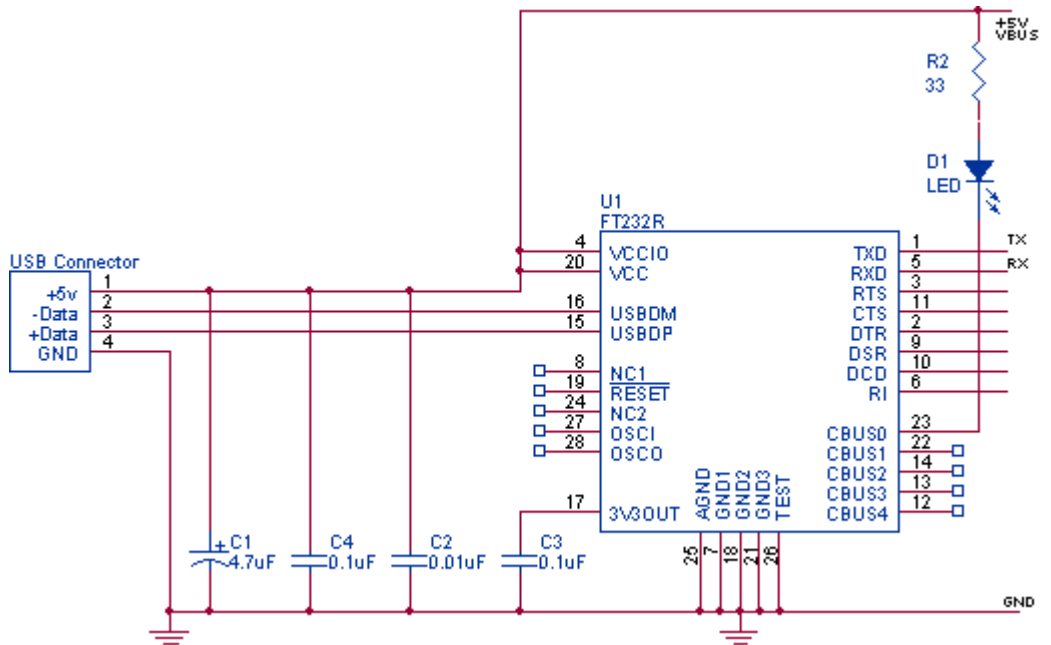 +5V
VBUS
R2
33
D1
LED
U1
FT232R
USB Connector
+5v
-Data
+Data
GND
1
2
3
4
4
20
16
15
8
19
24
27
28
17
VCCIO
VCC
USBDM
USBDP
NC1
RESET
NC2
OSCI
OSCO
3V3OUT
TXD
RXD
RTS
CTS
DTR
DSR
DCD
RI
CBUS0
CBUS1
CBUS2
CBUS3
CBUS4
1
5
3
11
2
9
10
6
23
22
14
13
12
TX
RX
AGND
GND1
GND2
GND3
TEST
25
7
18
21
26
+
C1
4.7uF
C4
0.1uF
C2
0.01uF
C3
0.1uF
GND